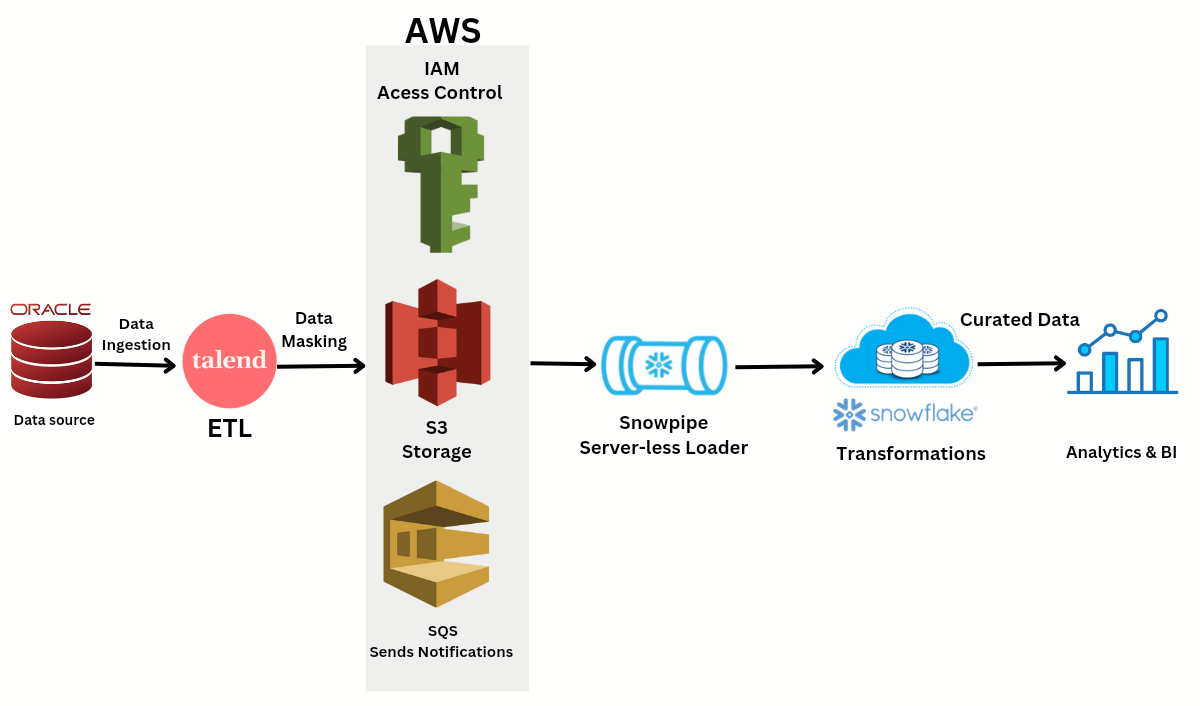 AWS
IAM
Acess Control
ORACLE
Data
Ingestion
Data source
talend
ETL
Data
Masking
S3
Storage
SQS
Sends Notifications
Snowpipe
Server-less Loader
snowflake®
Transformations
Curated Data
Analytics & BI